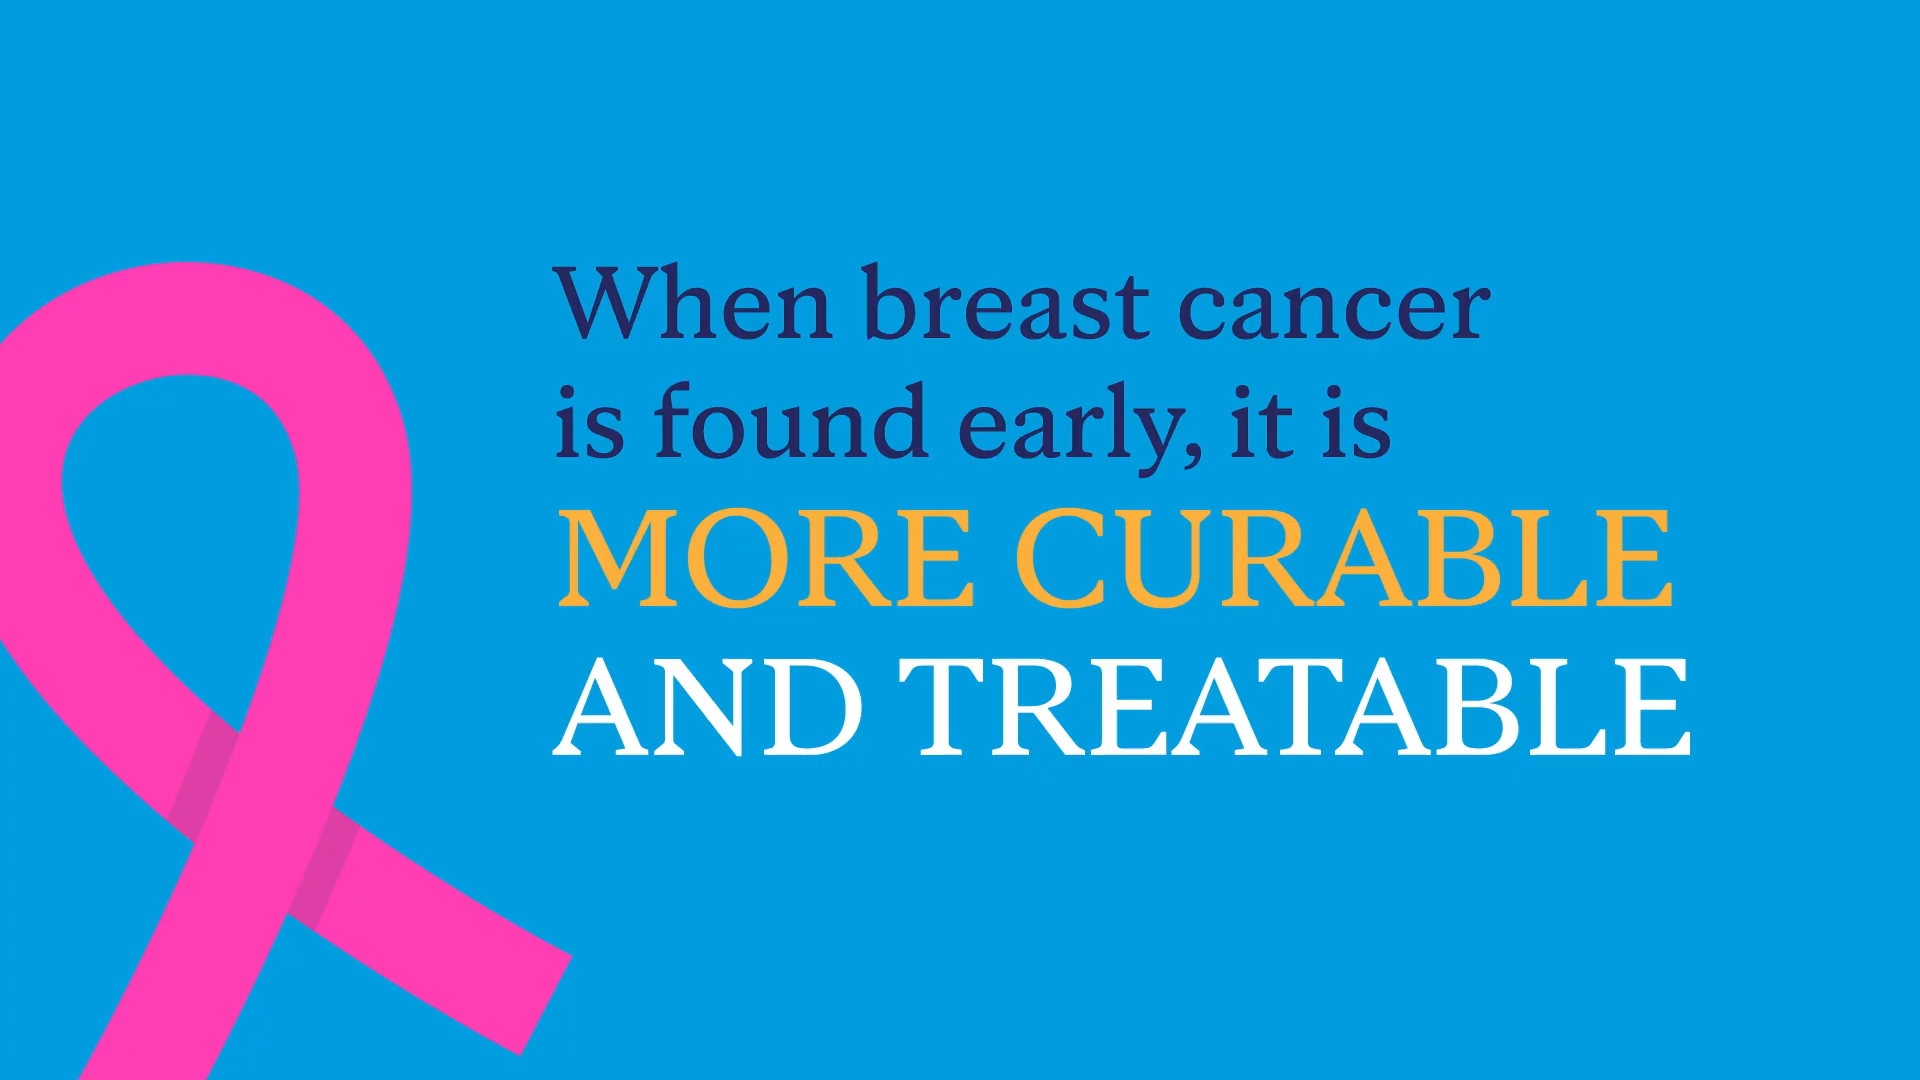 When breast cancer
is found early, it is
MORE CURABLE
AND TREATABLE